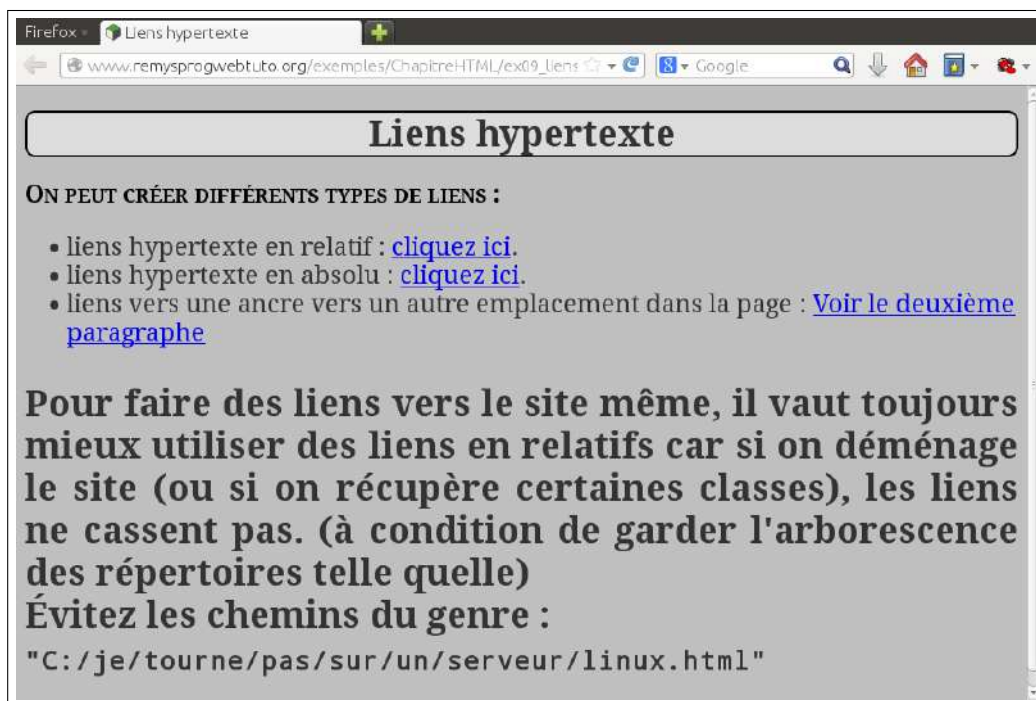 Firefox
Liens hypertexte
www.remysprogwebtuto.org/exemples/ChapitreHTML/ex09_liens
Google
Liens hypertexte
ON PEUT CRÉER DIFFÉRENTS TYPES DE LIENS :
• liens hypertexte en relatif : cliquez ici.
• liens hypertexte en absolu : cliquez ici.
• liens vers une ancre vers un autre emplacement dans la page : Voir le deuxième
paragraphe
Pour faire des liens vers le site même, il vaut toujours
mieux utiliser des liens en relatifs car si on déménage
le site (ou si on récupère certaines classes), les liens
ne cassent pas. (à condition de garder l'arborescence
des répertoires telle quelle)
Évitez les chemins du genre :
"C:/je/tourne/pas/sur/un/serveur/linux.html"